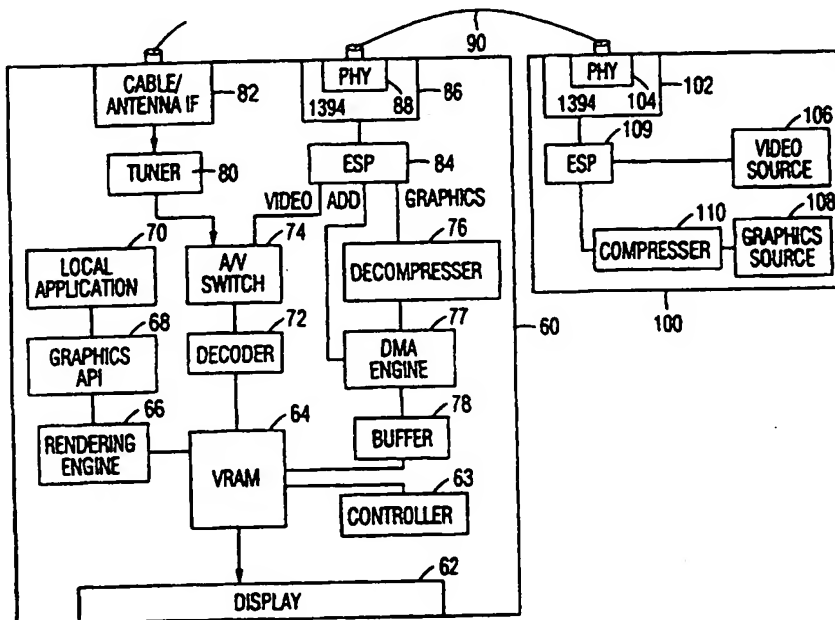 90
CABLE/
ANTENNA IF
82
PHY
88
1394
86
PHY
104
1394
102
TUNER
80
ESP
84
109
ESP
106
VIDEO
SOURCE
VIDEO
ADD
GRAPHICS
70
LOCAL
APPLICATION
74
A/V
SWITCH
76
DECOMPRESSER
110
COMPRESSER
108
GRAPHICS
SOURCE
100
60
68
GRAPHICS
API
72
DECODER
77
DMA
ENGINE
66
RENDERING
ENGINE
64
VRAM
78
BUFFER
63
CONTROLLER
62
DISPLAY